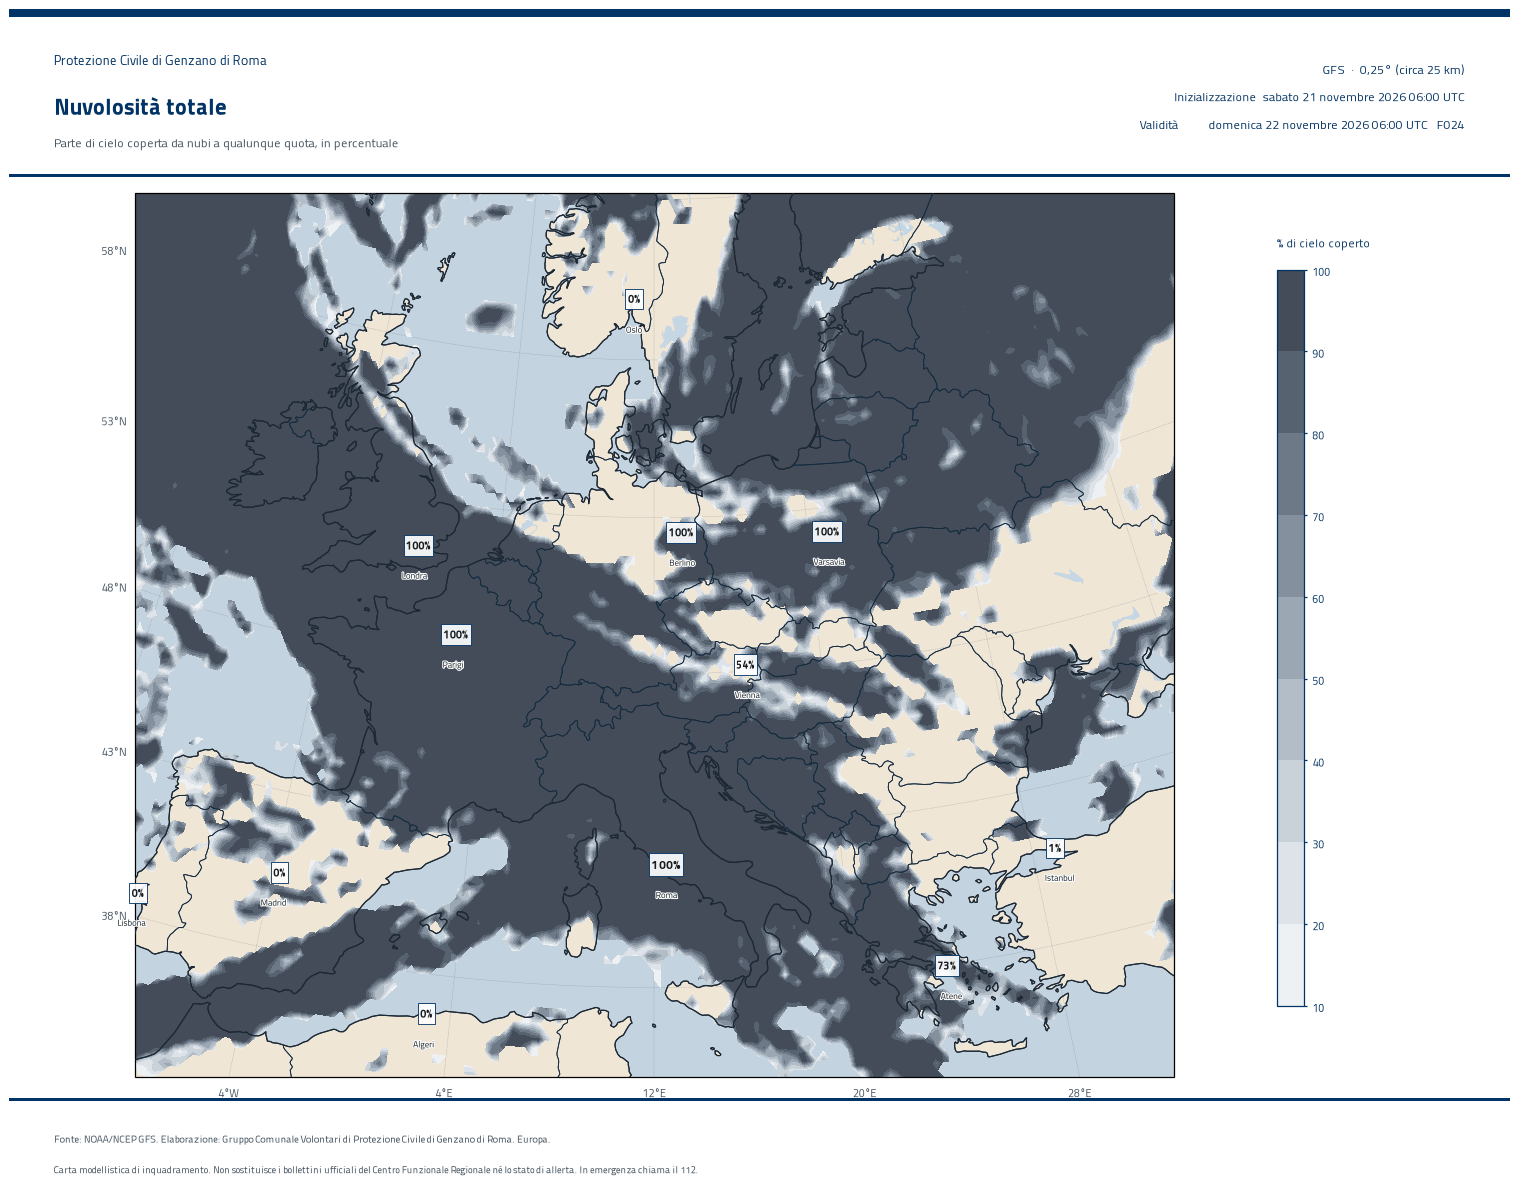 Protezione Civile di Genzano di Roma
Nuvolosità totale
Parte di cielo coperta da nubi a qualunque quota, in percentuale
GFS · 0,25° (circa 25 km)
Inizializzazione sabato 21 novembre 2026 06:00 UTC
Validità domenica 22 novembre 2026 06:00 UTC F024
58°N
53°N
48°N
43°N
38°N
4°W
4°E
12°E
20°E
28°E
0%
Oslo
100%
Londra
100%
Berlino
100%
Varsavia
100%
Parigi
54%
Vienna
0%
Madrid
0%
Lisbona
100%
Roma
1%
Istanbul
73%
Atene
0%
Algeri
% di cielo coperto
100
90
80
70
60
50
40
30
20
10
Fonte: NOAA/NCEP GFS. Elaborazione: Gruppo Comunale Volontari di Protezione Civile di Genzano di Roma. Europa.
Carta modellistica di inquadramento. Non sostituisce i bollettini ufficiali del Centro Funzionale Regionale né lo stato di allerta. In emergenza chiama il 112.